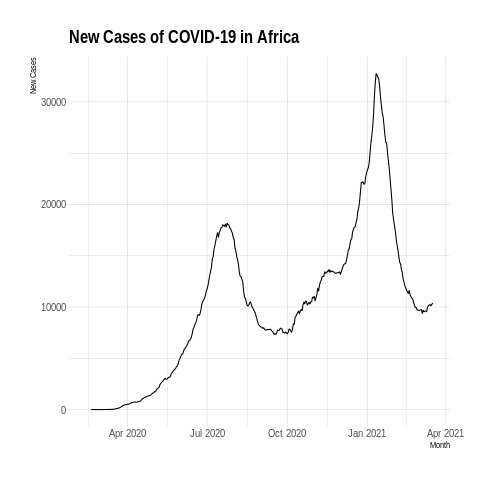 New Cases of COVID-19 in Africa
New Cases
30000
20000
10000
0
Apr 2020 Jul 2020 Oct 2020 Jan 2021 Apr 2021
Month